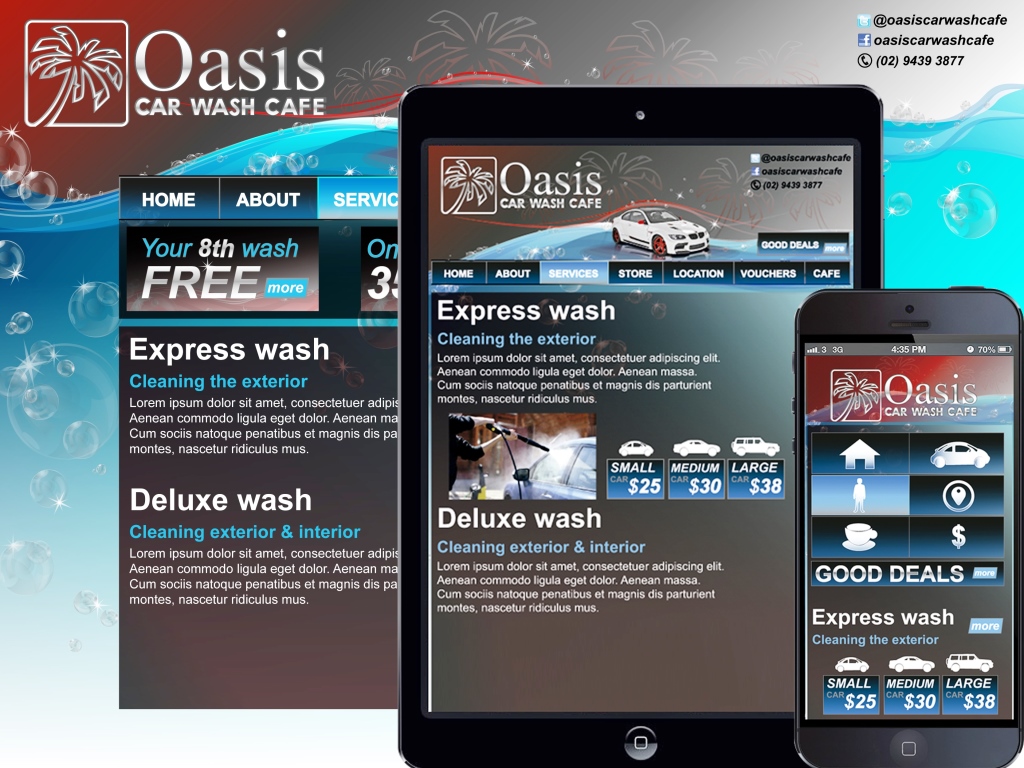 Oasis
CAR WASH CAFE
@oasiscarwashcafe
oasiscarwashcafe
(02) 9439 3877
HOME
ABOUT
SERVIC
Your 8th wash
FREE
more
On
35
Express wash
Cleaning the exterior
Lorem ipsum dolor sit amet, consectetuer adipis
Aenean commodo ligula eget dolor. Aenean ma
Cum sociis natoque penatibus et magnis dis pa
montes, nascetur ridiculus mus.
Deluxe wash
Cleaning exterior & interior
Lorem ipsum dolor sit amet, consectetuer adipis
Aenean commodo ligula eget dolor. Aenean ma
Cum sociis natoque penatibus et magnis dis pa
montes, nascetur ridiculus mus.
Oasis
CAR WASH CAFE
@oasiscarwashcafe
oasiscarwashcafe
(02) 9439 3877
GOOD DEALS more
HOME
ABOUT
SERVICES
STORE
LOCATION
VOUCHERS
CAFE
Express wash
Cleaning the exterior
Lorem ipsum dolor sit amet, consectetuer adipiscing elit.
Aenean commodo ligula eget dolor. Aenean massa.
Cum sociis natoque penatibus et magnis dis parturient
montes, nascetur ridiculus mus.
SMALL
CAR $25
MEDIUM
CAR $30
LARGE
CAR $38
Deluxe wash
Cleaning exterior & interior
Lorem ipsum dolor sit amet, consectetuer adipiscing elit.
Aenean commodo ligula eget dolor. Aenean massa.
Cum sociis natoque penatibus et magnis dis parturient
montes, nascetur ridiculus mus.
3 3G
4:35 PM
70%
Oasis
CAR WASH CAFE
$
GOOD DEALS more
Express wash
more
Cleaning the exterior
SMALL
CAR $25
MEDIUM
CAR $30
LARGE
CAR $38